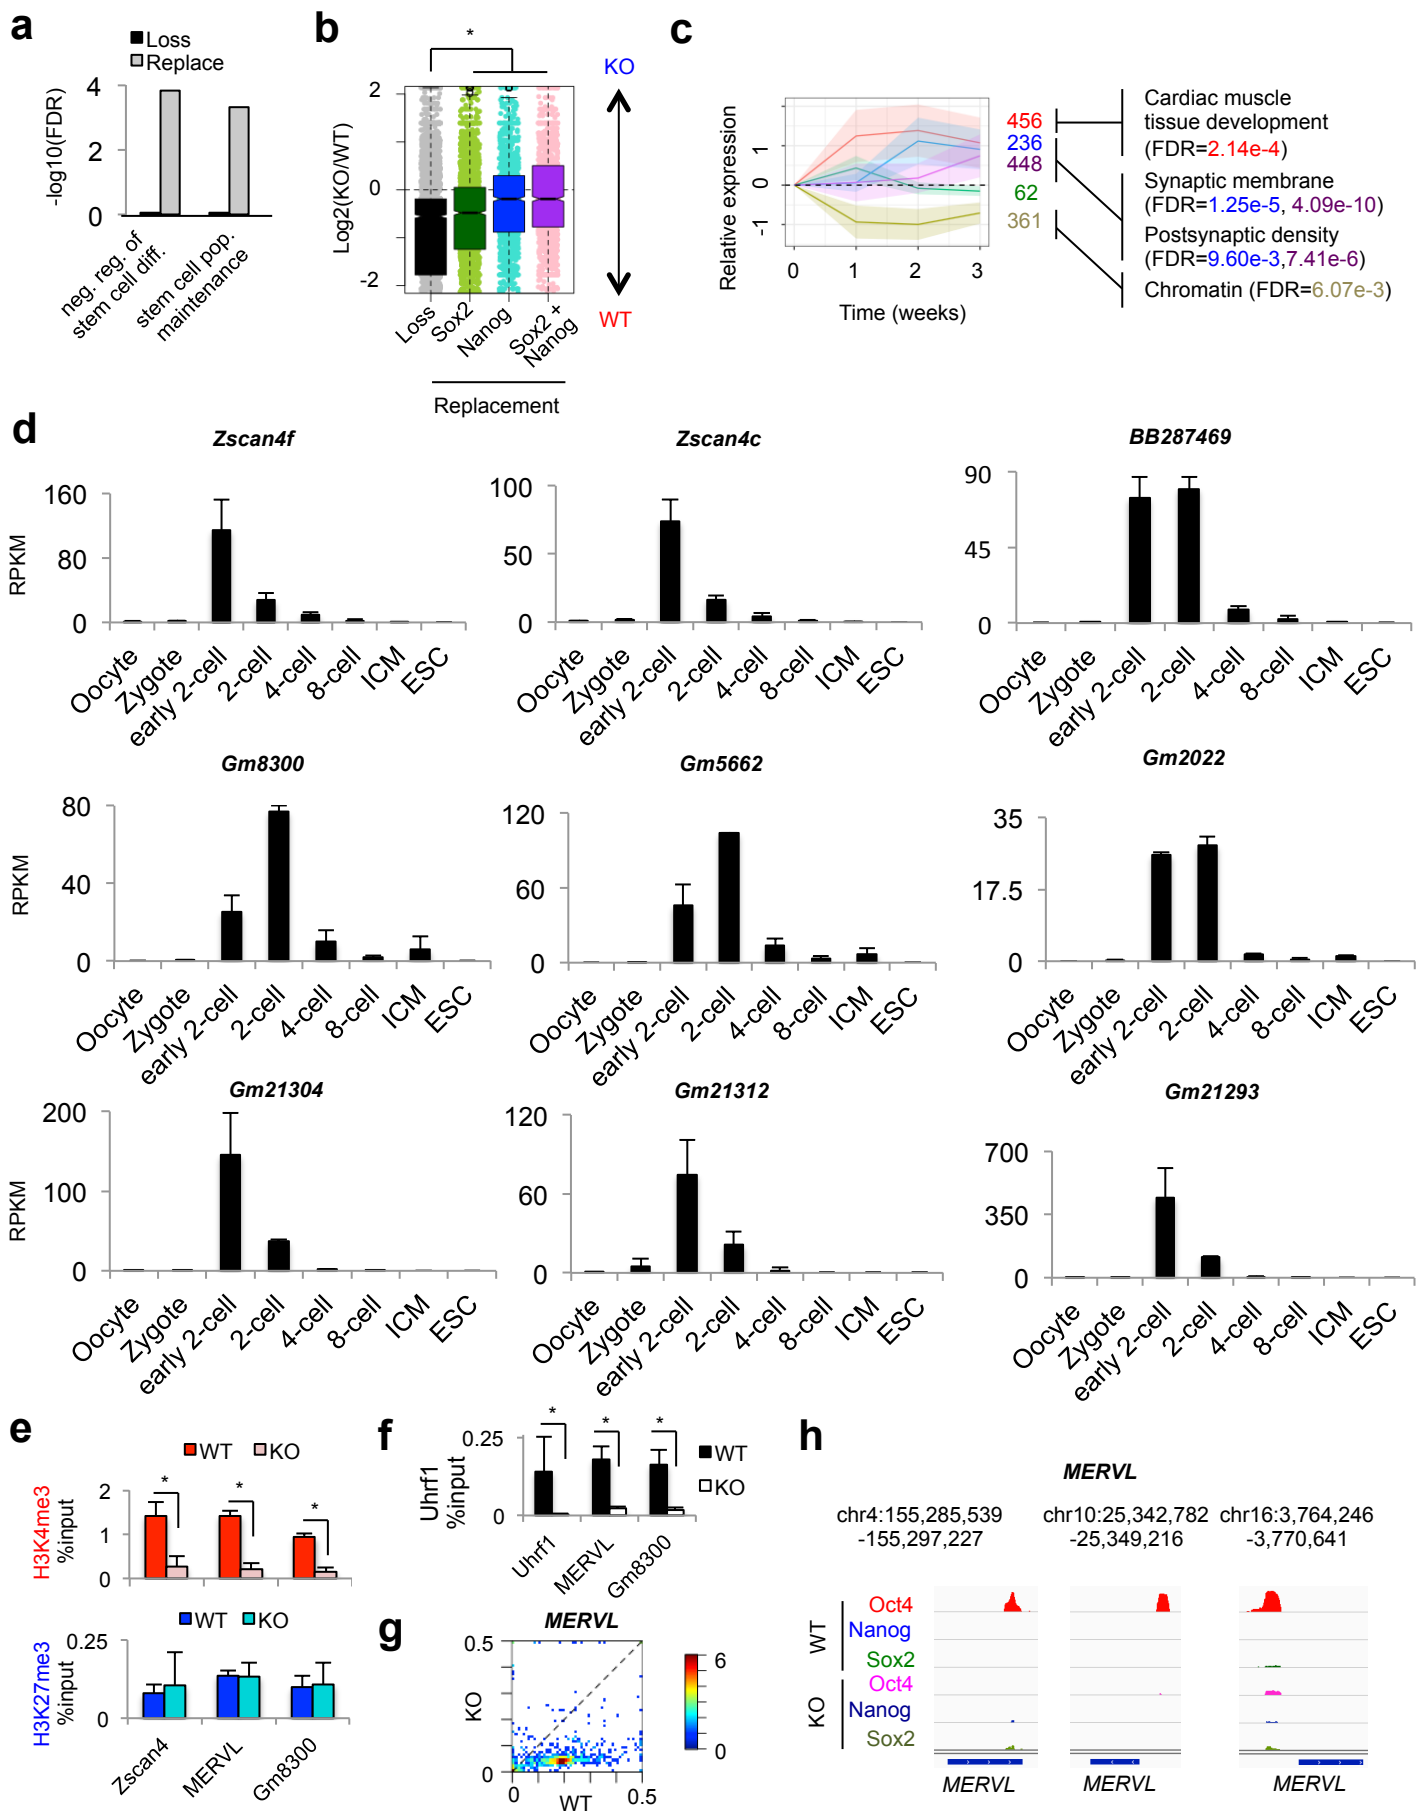 a
Loss
Replace
-log10(FDR)
4
2
0
neg. reg. of
stem cell diff.
stem cell pop.
maintenance
b
*
Log2(KO/WT)
2
0
-2
KO
WT
Loss
Sox2
Nanog
Sox2 +
Nanog
Replacement
c
Relative expression
1
0
-1
0
1
2
3
Time (weeks)
456
236
448
62
361
Cardiac muscle
tissue development
(FDR=2.14e-4)
Synaptic membrane
(FDR=1.25e-5, 4.09e-10)
Postsynaptic density
(FDR=9.60e-3,7.41e-6)
Chromatin (FDR=6.07e-3)
d
Zscan4f
RPKM
160
80
0
Oocyte
Zygote
early 2-cell
2-cell
4-cell
8-cell
ICM
ESC
Zscan4c
100
50
0
Oocyte
Zygote
early 2-cell
2-cell
4-cell
8-cell
ICM
ESC
BB287469
90
45
0
Oocyte
Zygote
early 2-cell
2-cell
4-cell
8-cell
ICM
ESC
Gm8300
RPKM
80
40
0
Oocyte
Zygote
early 2-cell
2-cell
4-cell
8-cell
ICM
ESC
Gm5662
120
60
0
Oocyte
Zygote
early 2-cell
2-cell
4-cell
8-cell
ICM
ESC
Gm2022
35
17.5
0
Oocyte
Zygote
early 2-cell
2-cell
4-cell
8-cell
ICM
ESC
Gm21304
RPKM
200
100
0
Oocyte
Zygote
early 2-cell
2-cell
4-cell
8-cell
ICM
ESC
Gm21312
120
60
0
Oocyte
Zygote
early 2-cell
2-cell
4-cell
8-cell
ICM
ESC
Gm21293
700
350
0
Oocyte
Zygote
early 2-cell
2-cell
4-cell
8-cell
ICM
ESC
e
WT
KO
H3K4me3
%input
2
1
0
*
*
*
WT
KO
H3K27me3
%input
0.25
0
Zscan4
MERVL
Gm8300
f
Uhrf1
%input
0.25
0
*
*
*
WT
KO
Uhrf1
MERVL
Gm8300
g
MERVL
KO
0.5
0
0
WT
0.5
6
4
2
0
h
MERVL
chr4:155,285,539
-155,297,227
chr10:25,342,782
-25,349,216
chr16:3,764,246
-3,770,641
WT
Oct4
Nanog
Sox2
KO
Oct4
Nanog
Sox2
MERVL
MERVL
MERVL